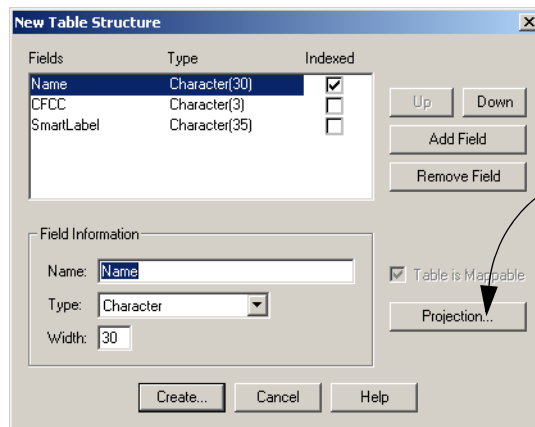 New Table Structure
Fields Type Indexed
Name Character(30)
CFCC Character(3)
SmartLabel Character(35)
Up Down
Add Field
Remove Field
Field Information
Name: Name
Table is Mappable
Type: Character
Projection...
Width: 30
Create... Cancel Help